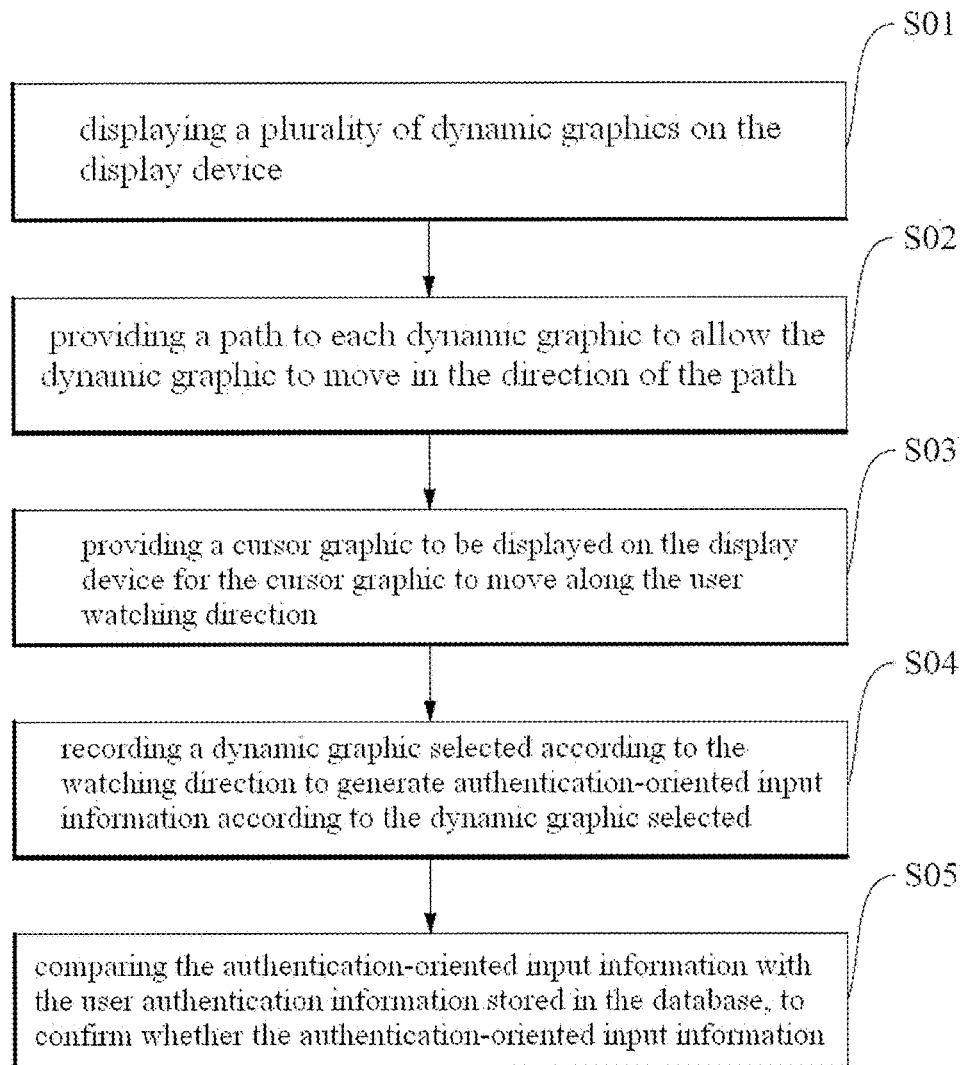 S01
displaying a plurality of dynamic graphics on the
display device
S02
providing a path to each dynamic graphic to allow the
dynamic graphic to move in the direction of the path
S03
providing a cursor graphic to be displayed on the display
device for the cursor graphic to move along the user
watching direction
S04
recording a dynamic graphic selected according to the
watching direction to generate authentication-oriented input
information according to the dynamic graphic selected
S05
comparing the authentication-oriented input information with
the user authentication information stored in the database, to
confirm whether the authentication-oriented input information